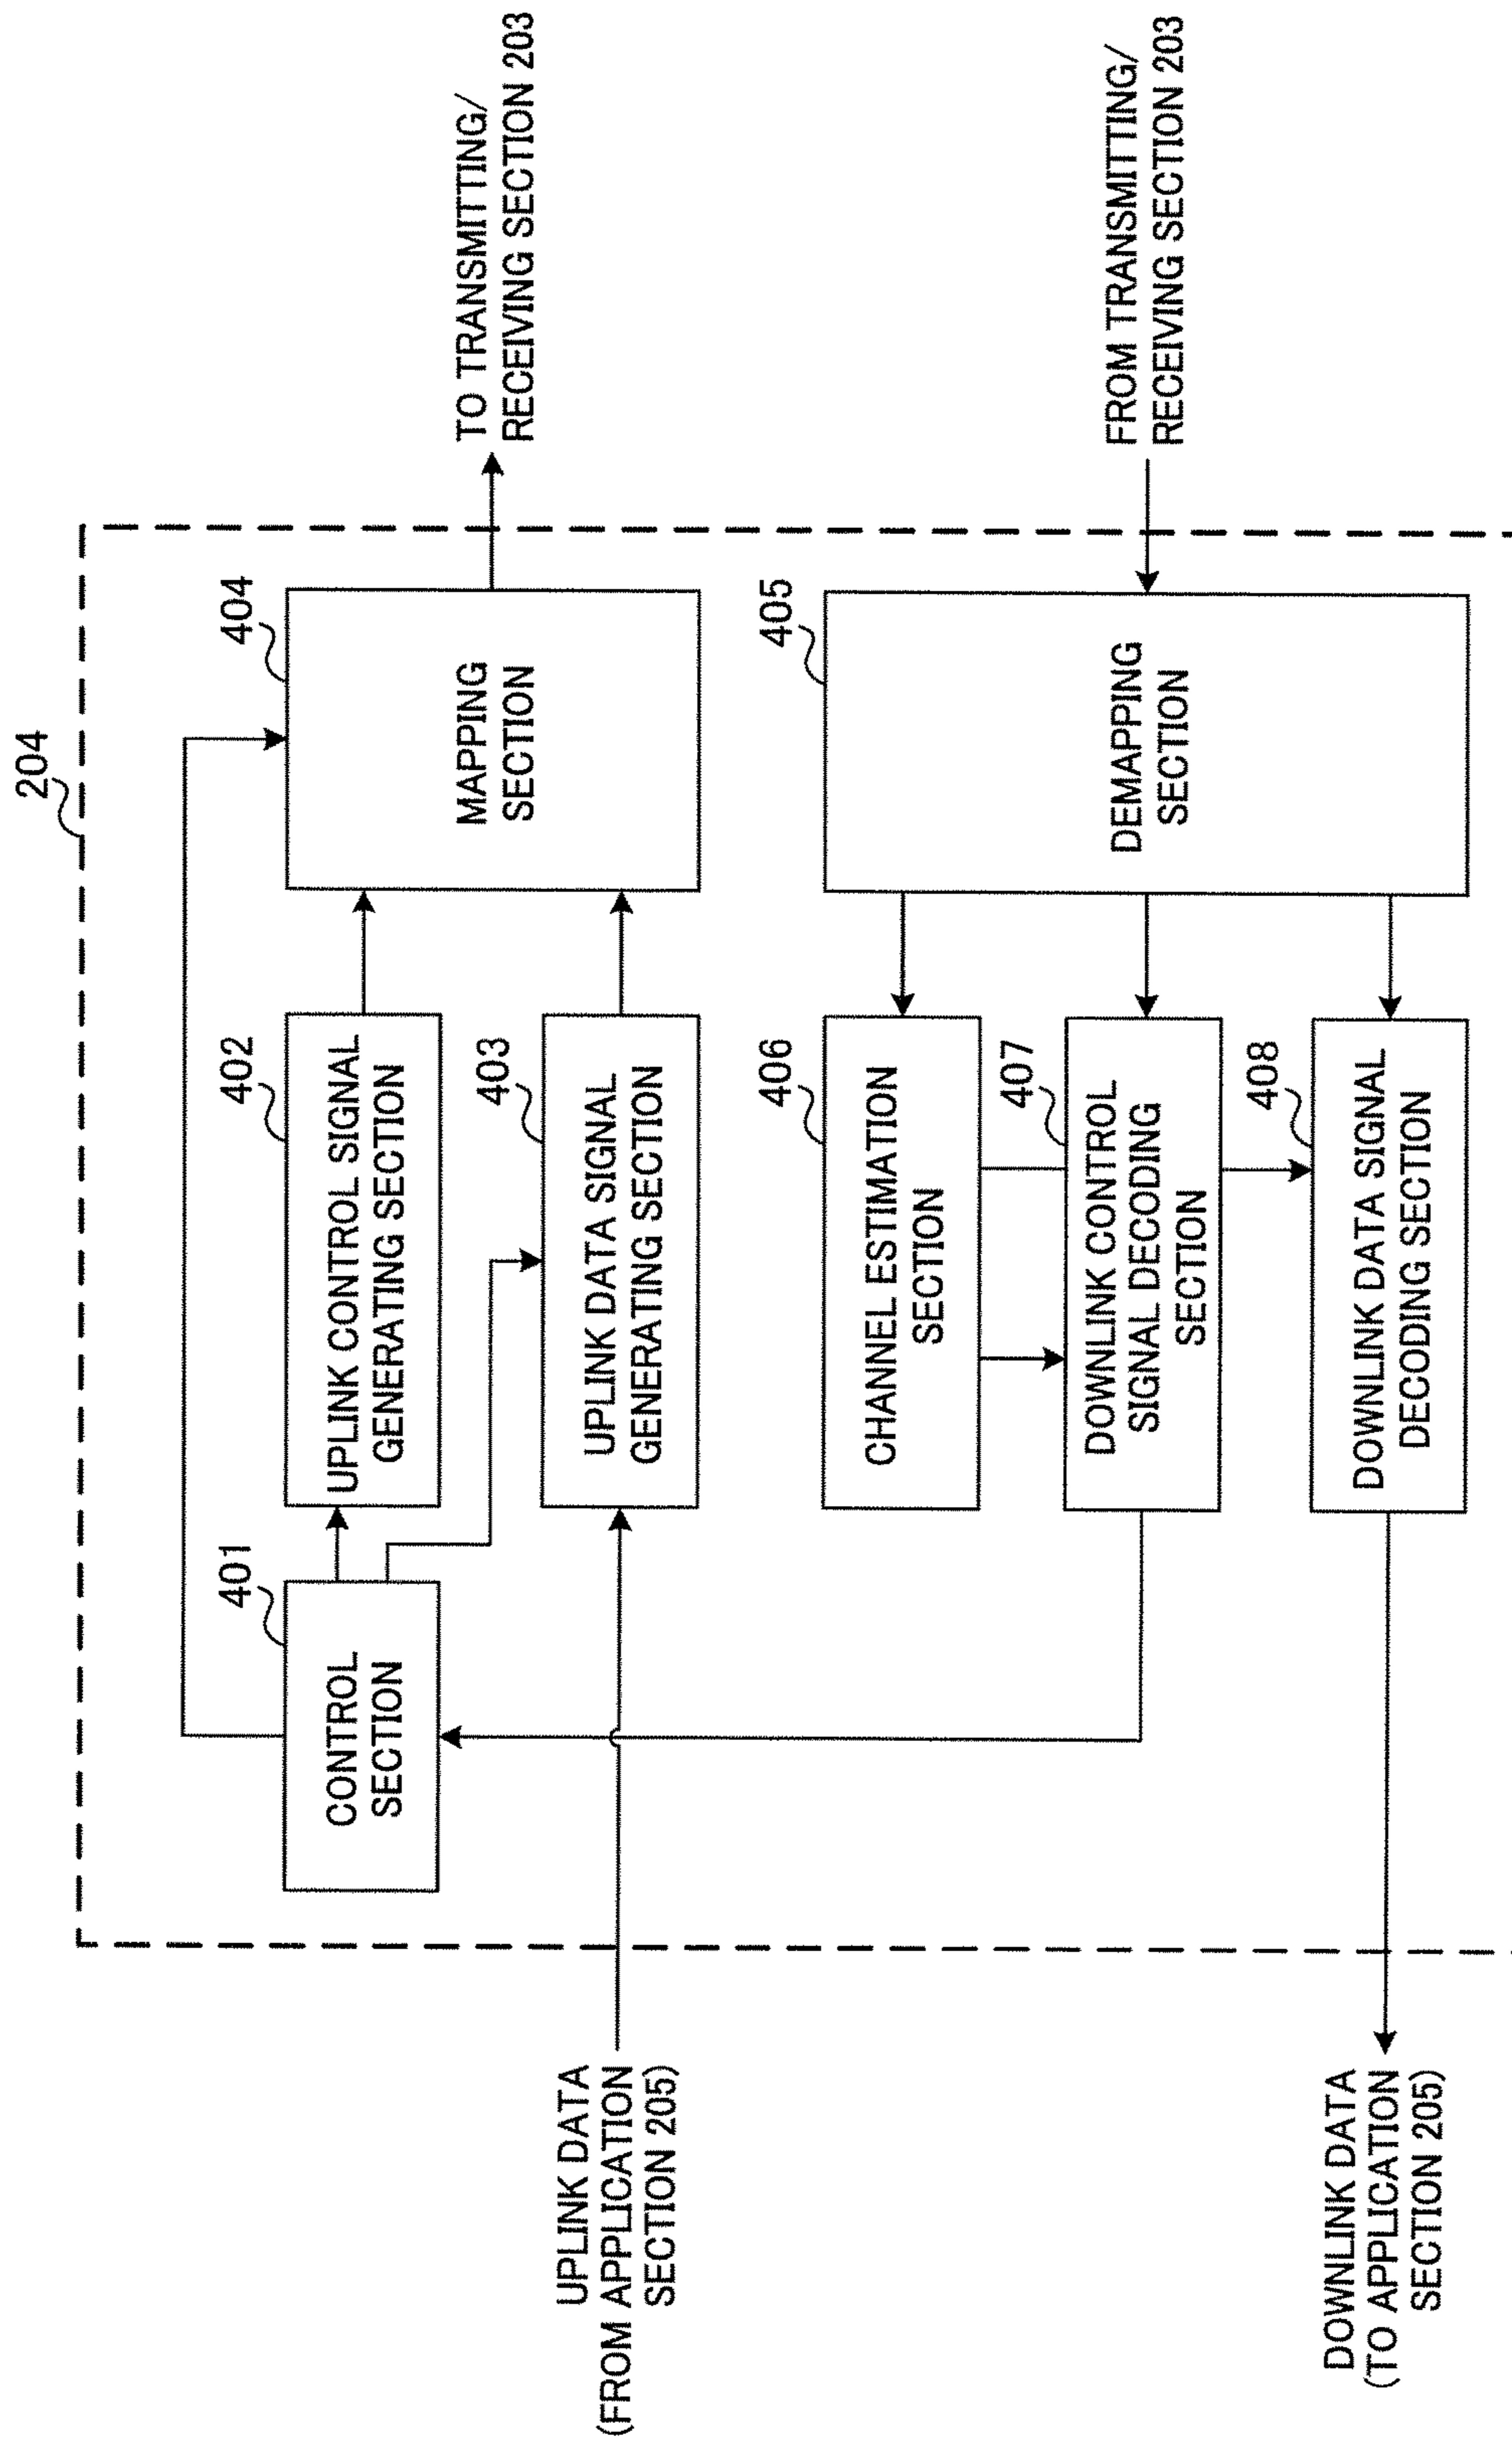 204
401
CONTROL
SECTION
402
UPLINK CONTROL SIGNAL
GENERATING SECTION
404
MAPPING
SECTION
TO TRANSMITTING/
RECEIVING SECTION 203
UPLINK DATA
(FROM APPLICATION
SECTION 205)
403
UPLINK DATA SIGNAL
GENERATING SECTION
406
CHANNEL ESTIMATION
SECTION
405
DEMAPPING
SECTION
FROM TRANSMITTING/
RECEIVING SECTION 203
407
DOWNLINK CONTROL
SIGNAL DECODING
SECTION
408
DOWNLINK DATA SIGNAL
DECODING SECTION
DOWNLINK DATA
(TO APPLICATION
SECTION 205)